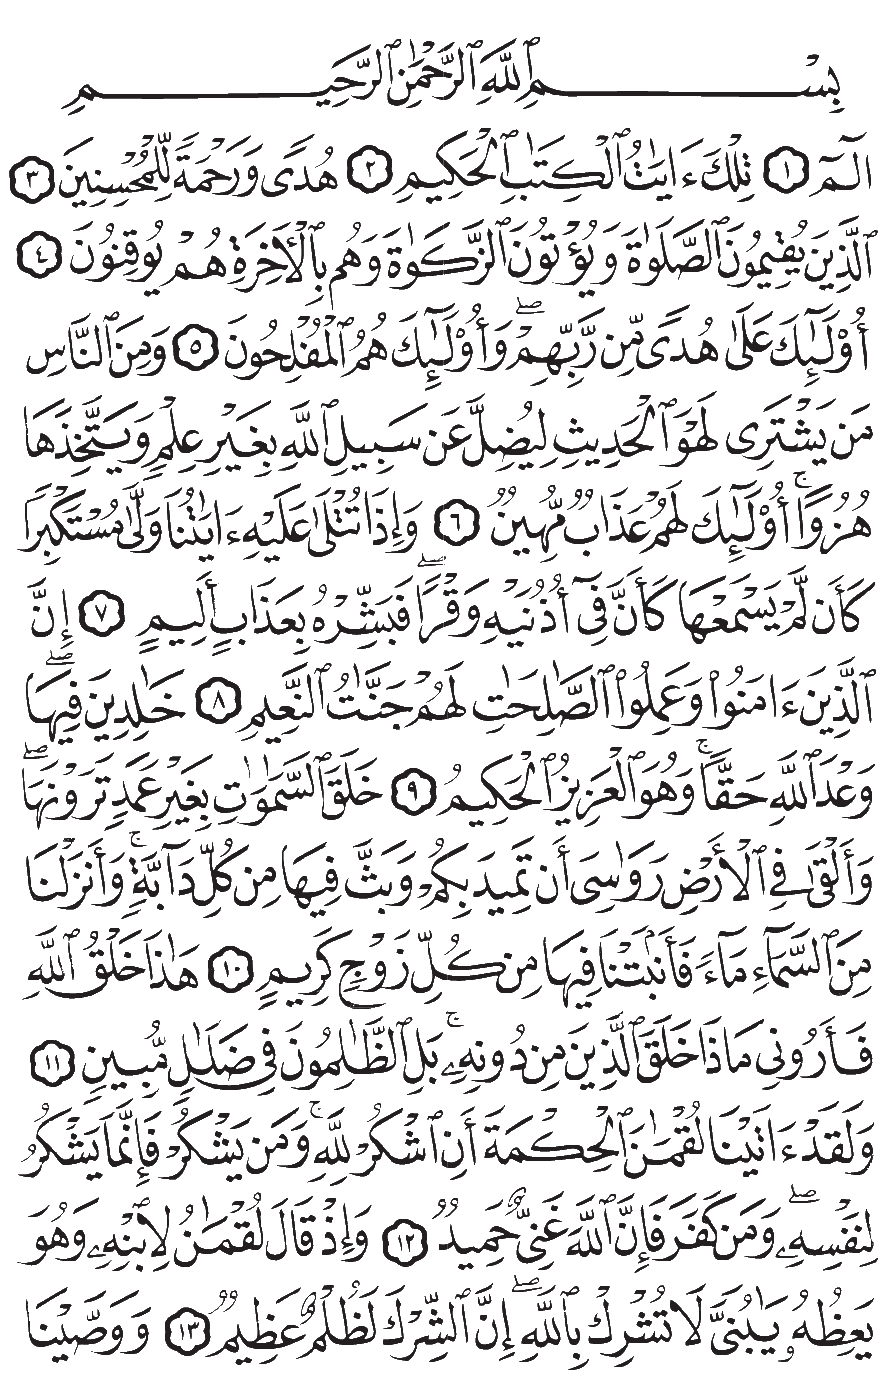 بِسْمِ ٱللَّهِ ٱلرَّحْمَٰنِ ٱلرَّحِيمِ
الٓمٓ ١ تِلْكَ ءَايَٰتُ ٱلْكِتَٰبِ ٱلْحَكِيمِ ٢ هُدًى وَرَحْمَةً لِّلْمُحْسِنِينَ ٣
ٱلَّذِينَ يُقِيمُونَ ٱلصَّلَوٰةَ وَيُؤْتُونَ ٱلزَّكَوٰةَ وَهُم بِٱلْأَخِرَةِ هُمْ يُوقِنُونَ ٤
أُوْلَٰٓئِكَ عَلَىٰ هُدًى مِّن رَّبِّهِمْۖ وَأُوْلَٰٓئِكَ هُمُ ٱلْمُفْلِحُونَ ٥ وَمِنَ ٱلنَّاسِ
مَن يَشْتَرِى لَهْوَ ٱلْحَدِيثِ لِيُضِلَّ عَن سَبِيلِ ٱللَّهِ بِغَيْرِ عِلْمٍ وَيَتَّخِذَهَا
هُزُوًاۚ أُوْلَٰٓئِكَ لَهُمْ عَذَابٌ مُّهِينٌ ٦ وَإِذَا تُتْلَىٰ عَلَيْهِ ءَايَٰتُنَا وَلَّىٰ مُسْتَكْبِرًا
كَأَن لَّمْ يَسْمَعْهَا كَأَنَّ فِىٓ أُذُنَيْهِ وَقْرًاۖ فَبَشِّرْهُ بِعَذَابٍ أَلِيمٍ ٧ إِنَّ
ٱلَّذِينَ ءَامَنُوا۟ وَعَمِلُوا۟ ٱلصَّٰلِحَٰتِ لَهُمْ جَنَّٰتُ ٱلنَّعِيمِ ٨ خَٰلِدِينَ فِيهَاۖ
وَعْدَ ٱللَّهِ حَقًّاۚ وَهُوَ ٱلْعَزِيزُ ٱلْحَكِيمُ ٩ خَلَقَ ٱلسَّمَٰوَٰتِ بِغَيْرِ عَمَدٍ تَرَوْنَهَاۖ
وَأَلْقَىٰ فِى ٱلْأَرْضِ رَوَٰسِىَ أَن تَمِيدَ بِكُمْ وَبَثَّ فِيهَا مِن كُلِّ دَآبَّةٍۚ وَأَنزَلْنَا
مِنَ ٱلسَّمَآءِ مَآءً فَأَنۢبَتْنَا فِيهَا مِن كُلِّ زَوْجٍ كَرِيمٍ ١٠ هَٰذَا خَلْقُ ٱللَّهِ
فَأَرُونِى مَاذَا خَلَقَ ٱلَّذِينَ مِن دُونِهِۦۚ بَلِ ٱلظَّٰلِمُونَ فِى ضَلَٰلٍ مُّبِينٍ ١١
وَلَقَدْ ءَاتَيْنَا لُقْمَٰنَ ٱلْحِكْمَةَ أَنِ ٱشْكُرْ لِلَّهِۚ وَمَن يَشْكُرْ فَإِنَّمَا يَشْكُرُ
لِنَفْسِهِۦۖ وَمَن كَفَرَ فَإِنَّ ٱللَّهَ غَنِىٌّ حَمِيدٌ ١٢ وَإِذْ قَالَ لُقْمَٰنُ لِٱبْنِهِۦ وَهُوَ
يَعِظُهُۥ يَٰبُنَىَّ لَا تُشْرِكْ بِٱللَّهِۖ إِنَّ ٱلشِّرْكَ لَظُلْمٌ عَظِيمٌ ١٣ وَوَصَّيْنَا